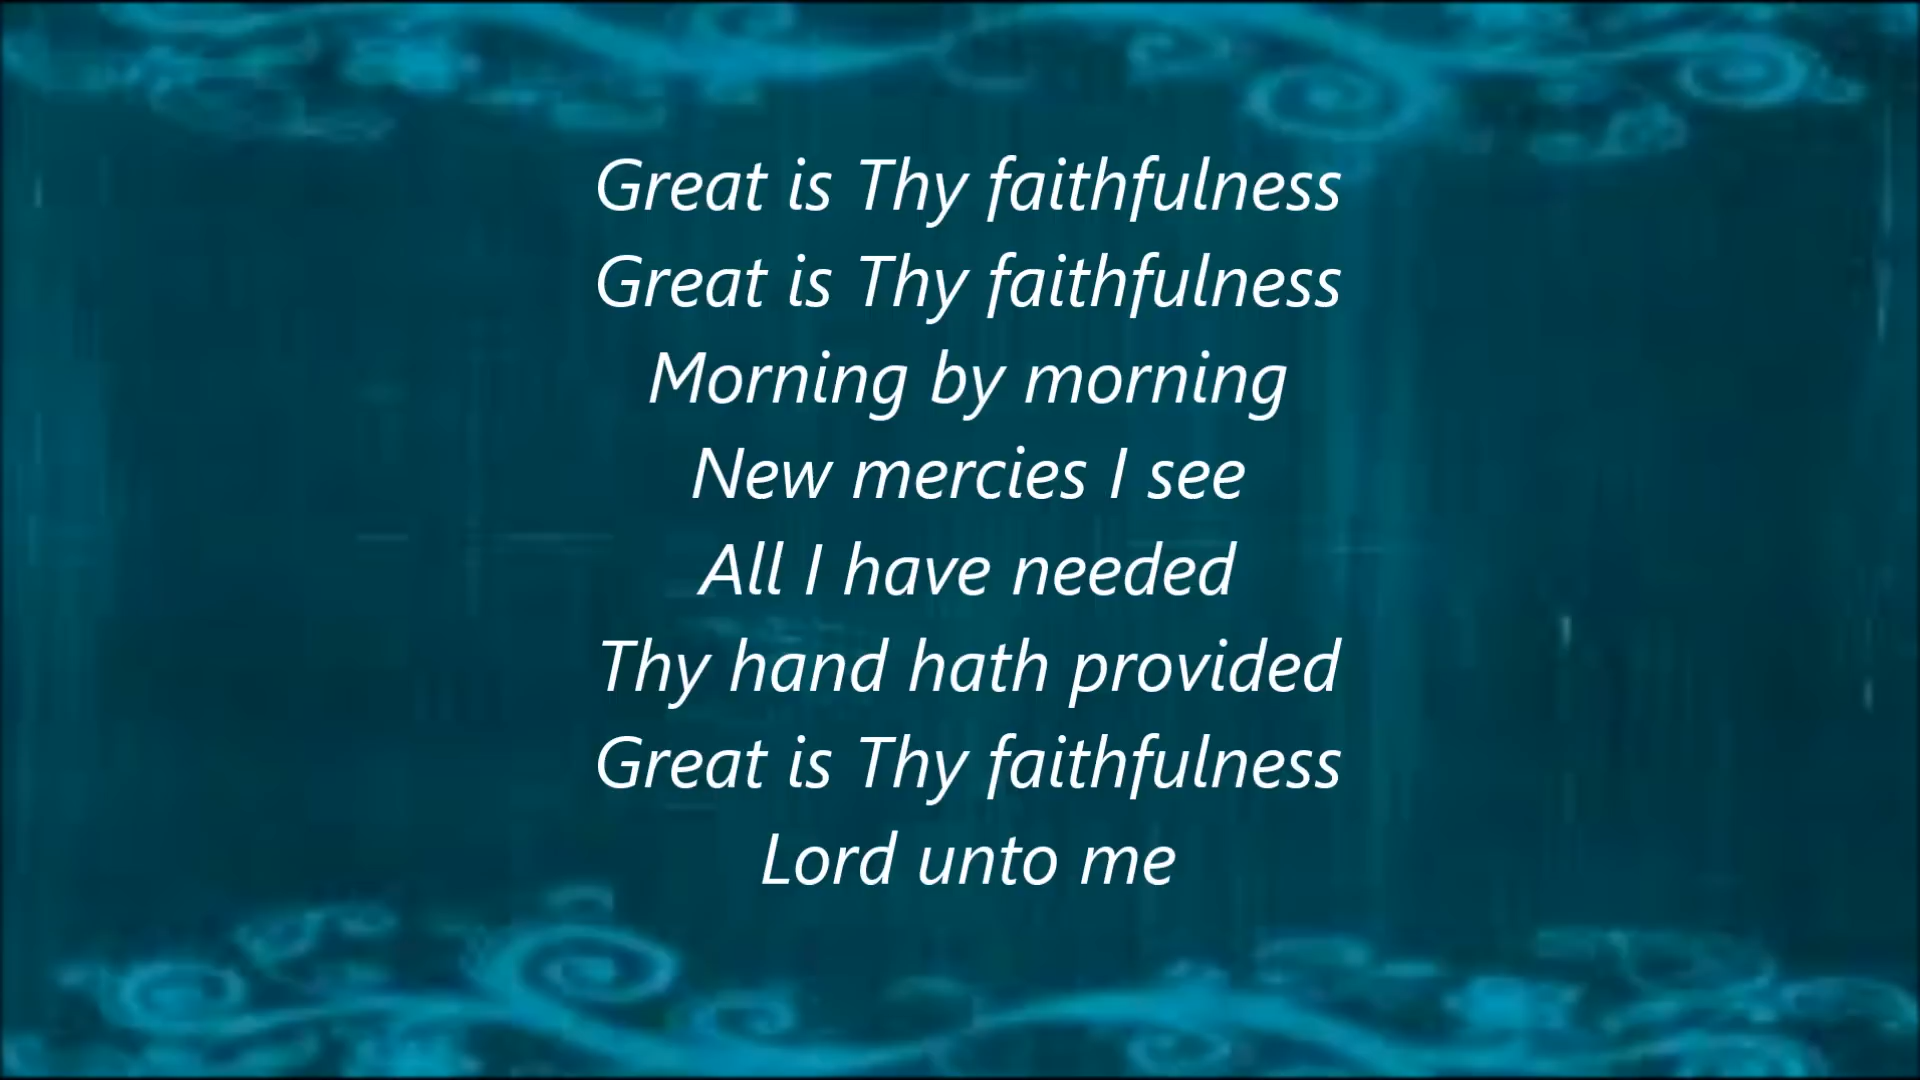 Great is Thy faithfulness
Great is Thy faithfulness
Morning by morning
New mercies I see
All I have needed
Thy hand hath provided
Great is Thy faithfulness
Lord unto me